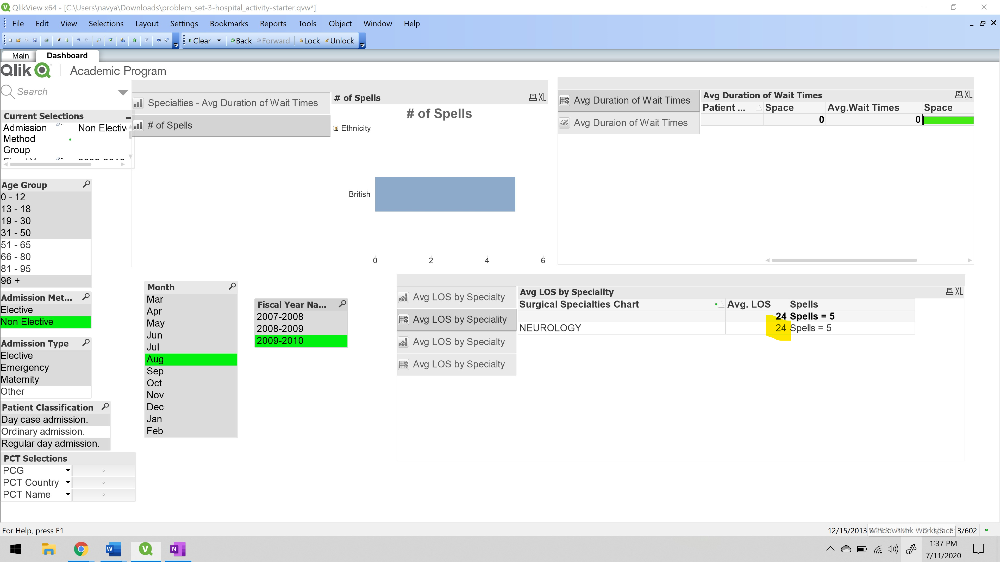 QlikView x64 - [C:\Users\navya\Downloads\problem_set-3-hospital_activity-starter.qvw*]
File Edit View Selections Layout Settings Bookmarks Reports Tools Object Window Help
Clear Back Forward Lock Unlock
Main Dashboard
Qlik Academic Program
Search
Current Selections
Admission Method Group Non Electiv
2009-2010
Specialties - Avg Duration of Wait Times
# of Spells
# of Spells XL
# of Spells
Ethnicity
British
0 2 4 6
Avg Duration of Wait Times
Avg Duraion of Wait Times
Avg Duration of Wait Times XL
Patient ... Space Avg.Wait Times Space
0 0
Age Group
0 - 12
13 - 18
19 - 30
31 - 50
51 - 65
66 - 80
81 - 95
96 +
Admission Met...
Elective
Non Elective
Admission Type
Elective
Emergency
Maternity
Other
Patient Classification
Day case admission.
Ordinary admission.
Regular day admission.
PCT Selections
PCG
PCT Country
PCT Name
Month
Mar
Apr
May
Jun
Jul
Aug
Sep
Oct
Nov
Dec
Jan
Feb
Fiscal Year Na...
2007-2008
2008-2009
2009-2010
Avg LOS by Specialty
Avg LOS by Speciality
Avg LOS by Specialty
Avg LOS by Specialty
Avg LOS by Speciality XL
Surgical Specialties Chart Avg. LOS Spells
24 Spells = 5
NEUROLOGY 24 Spells = 5
For Help, press F1
12/15/2013 Windows Ink Workspace 3/602
1:37 PM
7/11/2020